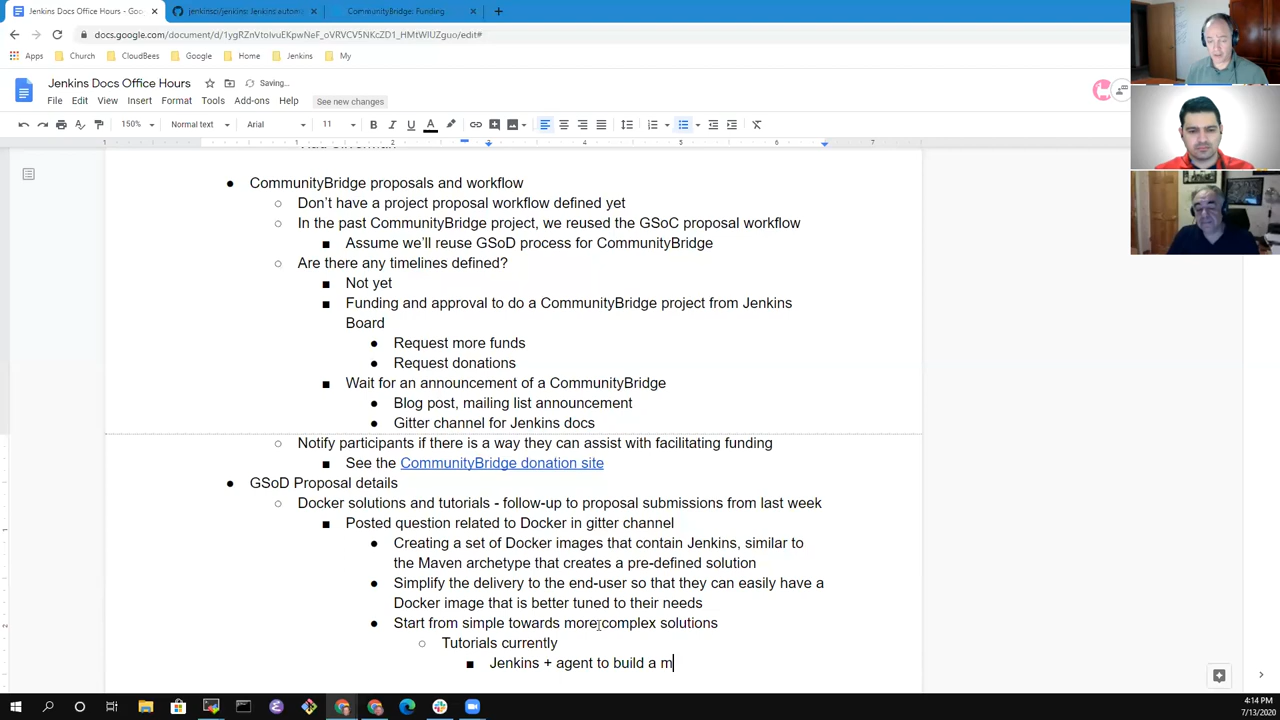 Jenkins Docs Office Hours - Goo
jenkinsci/jenkins: Jenkins autom
CommunityBridge: Funding
docs.google.com/document/d/1ygRZnVtoIvuEKpwNeF_oVRVCV5NKcZD1_HMtWIUZguo/edit#
Apps Church CloudBees Google Home Jenkins My
Jenkins Docs Office Hours Saving...
File Edit View Insert Format Tools Add-ons Help See new changes
150% Normal text Arial 11
1 1 2 3 4 5 6 7
CommunityBridge proposals and workflow
Don't have a project proposal workflow defined yet
In the past CommunityBridge project, we reused the GSoC proposal workflow
Assume we'll reuse GSoD process for CommunityBridge
Are there any timelines defined?
Not yet
Funding and approval to do a CommunityBridge project from Jenkins
Board
Request more funds
Request donations
Wait for an announcement of a CommunityBridge
Blog post, mailing list announcement
Gitter channel for Jenkins docs
Notify participants if there is a way they can assist with facilitating funding
See the CommunityBridge donation site
GSoD Proposal details
Docker solutions and tutorials - follow-up to proposal submissions from last week
Posted question related to Docker in gitter channel
Creating a set of Docker images that contain Jenkins, similar to
the Maven archetype that creates a pre-defined solution
Simplify the delivery to the end-user so that they can easily have a
Docker image that is better tuned to their needs
Start from simple towards more complex solutions
Tutorials currently
Jenkins + agent to build a m
4:14 PM
7/13/2020